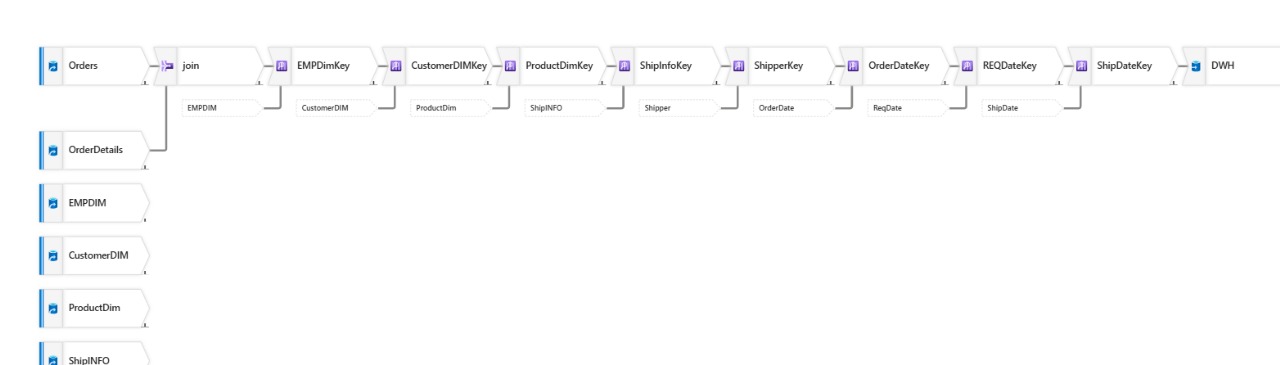 Orders
join
EMPDimKey
CustomerDIMKey
ProductDimKey
ShipInfoKey
ShipperKey
OrderDateKey
REQDateKey
ShipDateKey
DWH
EMPDIM
CustomerDIM
ProductDim
ShipINFO
Shipper
OrderDate
ReqDate
ShipDate
OrderDetails
EMPDIM
CustomerDIM
ProductDim
ShipINFO